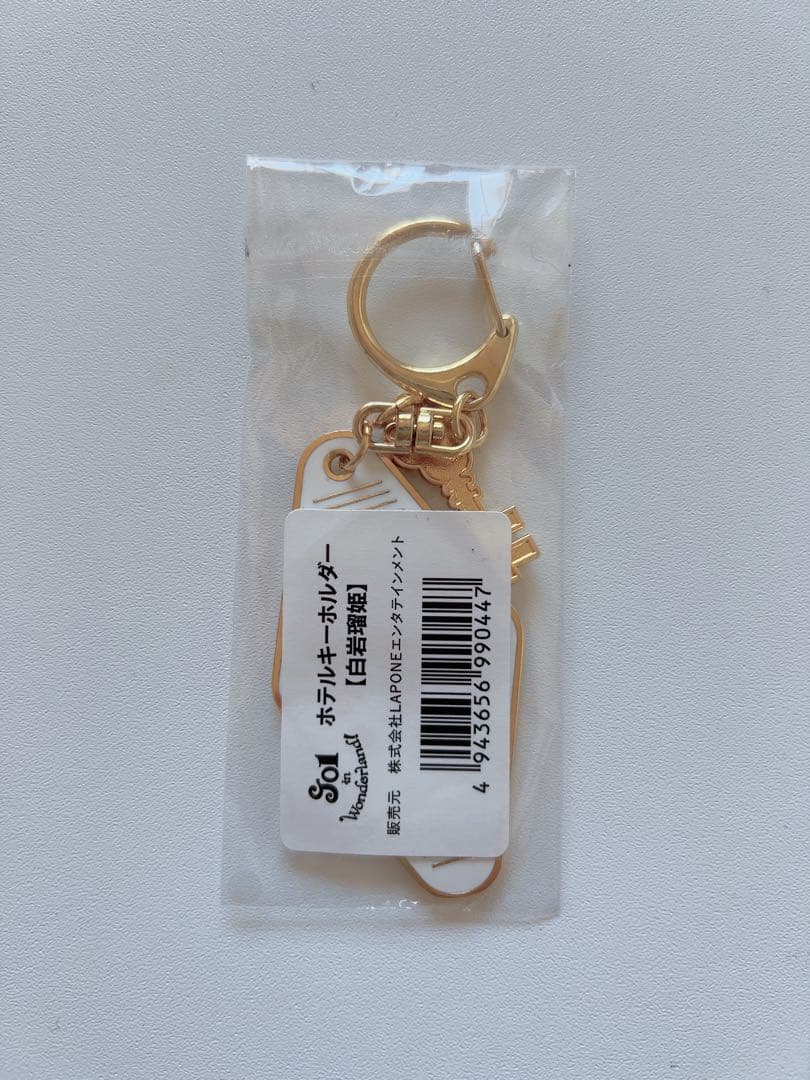 JO1
in
Wonderland!
ホテルキーホルダー
【白岩瑠姫】
販売元　株式会社LAPONEエンタテインメント
4 943656 990447